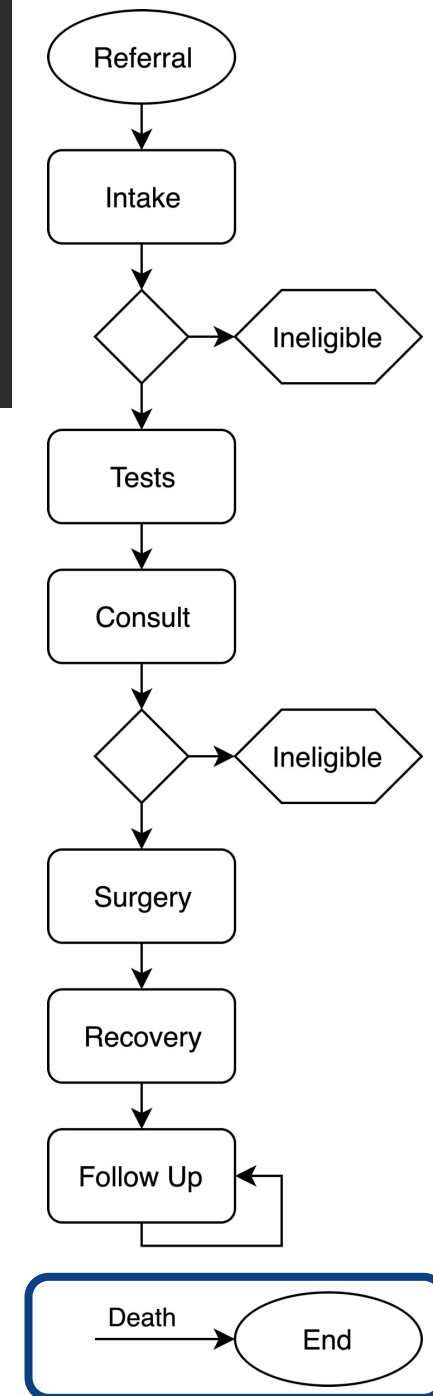 Referral
Intake
Ineligible
Tests
Consult
Ineligible
Surgery
Recovery
Follow Up
Death
End